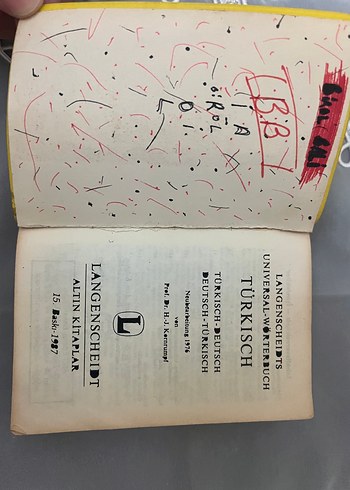 B.B
LANGENSCHEIDTS
UNIVERSAL-WÖRTERBUCH
TÜRKISCH
TÜRKISCH-DEUTSCH
DEUTSCH-TÜRKISCH
Neubearbeitung 1976
von
Prof. Dr. H.-J. Kornrumpf
L
LANGENSCHEIDT
ALTIN KİTAPLAR
15. Baskı-1987